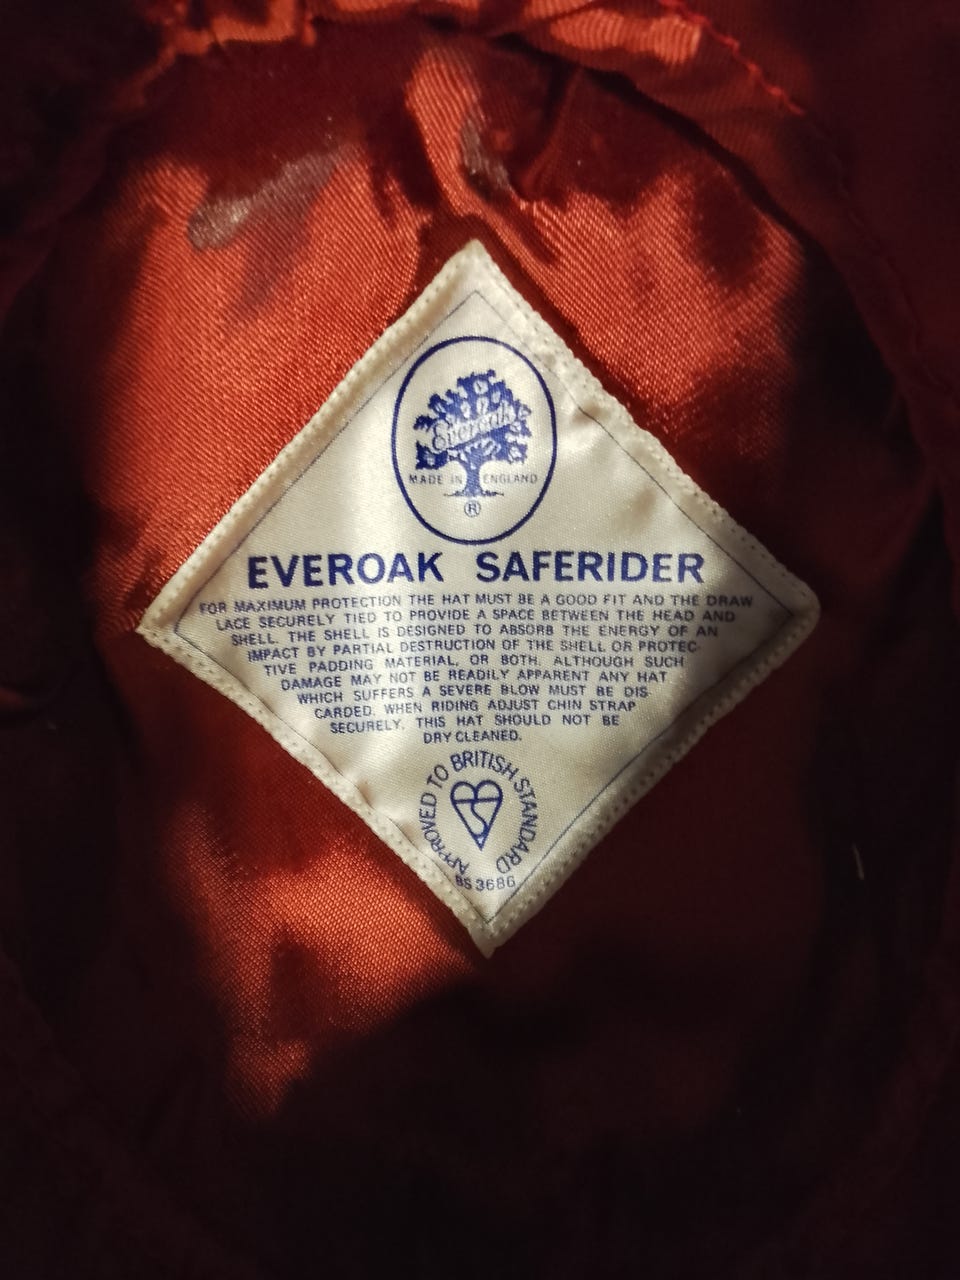 Everoak
MADE IN ENGLAND
®
EVEROAK SAFERIDER
FOR MAXIMUM PROTECTION THE HAT MUST BE A GOOD FIT AND THE DRAW
LACE SECURELY TIED TO PROVIDE A SPACE BETWEEN THE HEAD AND
SHELL. THE SHELL IS DESIGNED TO ABSORB THE ENERGY OF AN
IMPACT BY PARTIAL DESTRUCTION OF THE SHELL OR PROTEC-
TIVE PADDING MATERIAL, OR BOTH. ALTHOUGH SUCH
DAMAGE MAY NOT BE READILY APPARENT ANY HAT
WHICH SUFFERS A SEVERE BLOW MUST BE DIS-
CARDED. WHEN RIDING ADJUST CHIN STRAP
SECURELY. THIS HAT SHOULD NOT BE
DRY CLEANED.
APPROVED TO BRITISH STANDARD
BS 3686